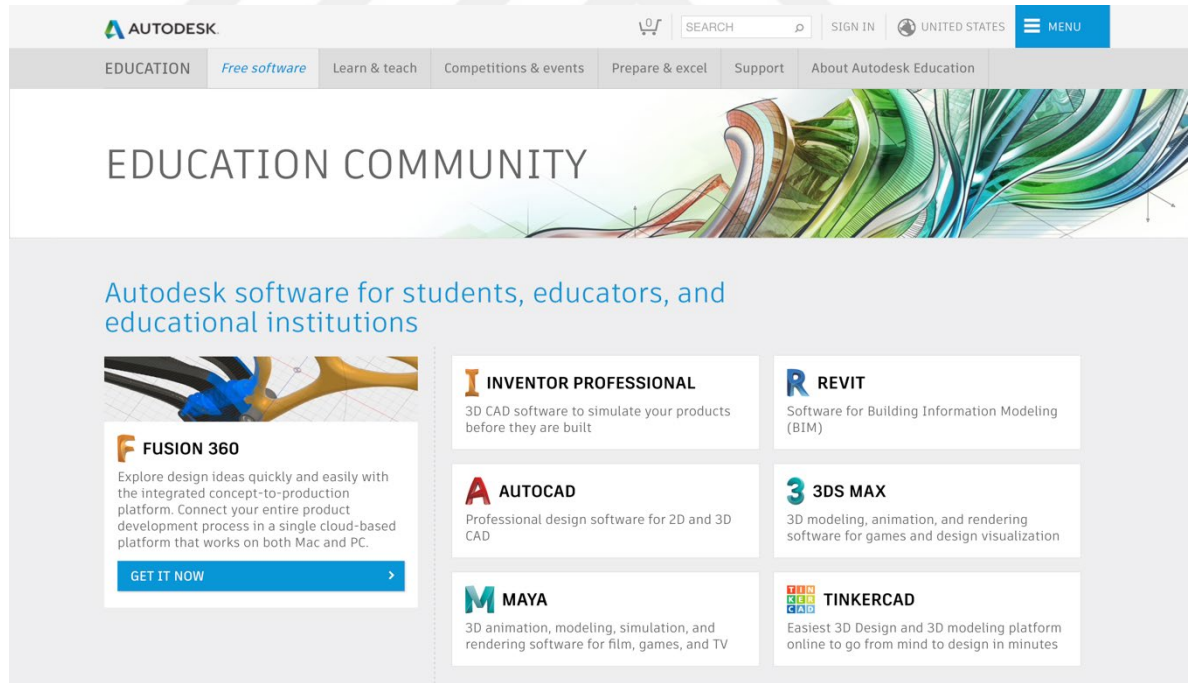 AUTODESK.
0
SEARCH
SIGN IN
UNITED STATES
MENU
EDUCATION
Free software
Learn & teach
Competitions & events
Prepare & excel
Support
About Autodesk Education
EDUCATION COMMUNITY
Autodesk software for students, educators, and
educational institutions
F FUSION 360
Explore design ideas quickly and easily with
the integrated concept-to-production
platform. Connect your entire product
development process in a single cloud-based
platform that works on both Mac and PC.
GET IT NOW
I INVENTOR PROFESSIONAL
3D CAD software to simulate your products
before they are built
R REVIT
Software for Building Information Modeling
(BIM)
A AUTOCAD
Professional design software for 2D and 3D
CAD
3 3DS MAX
3D modeling, animation, and rendering
software for games and design visualization
M MAYA
3D animation, modeling, simulation, and
rendering software for film, games, and TV
TIN
KER
CAD
TINKERCAD
Easiest 3D Design and 3D modeling platform
online to go from mind to design in minutes